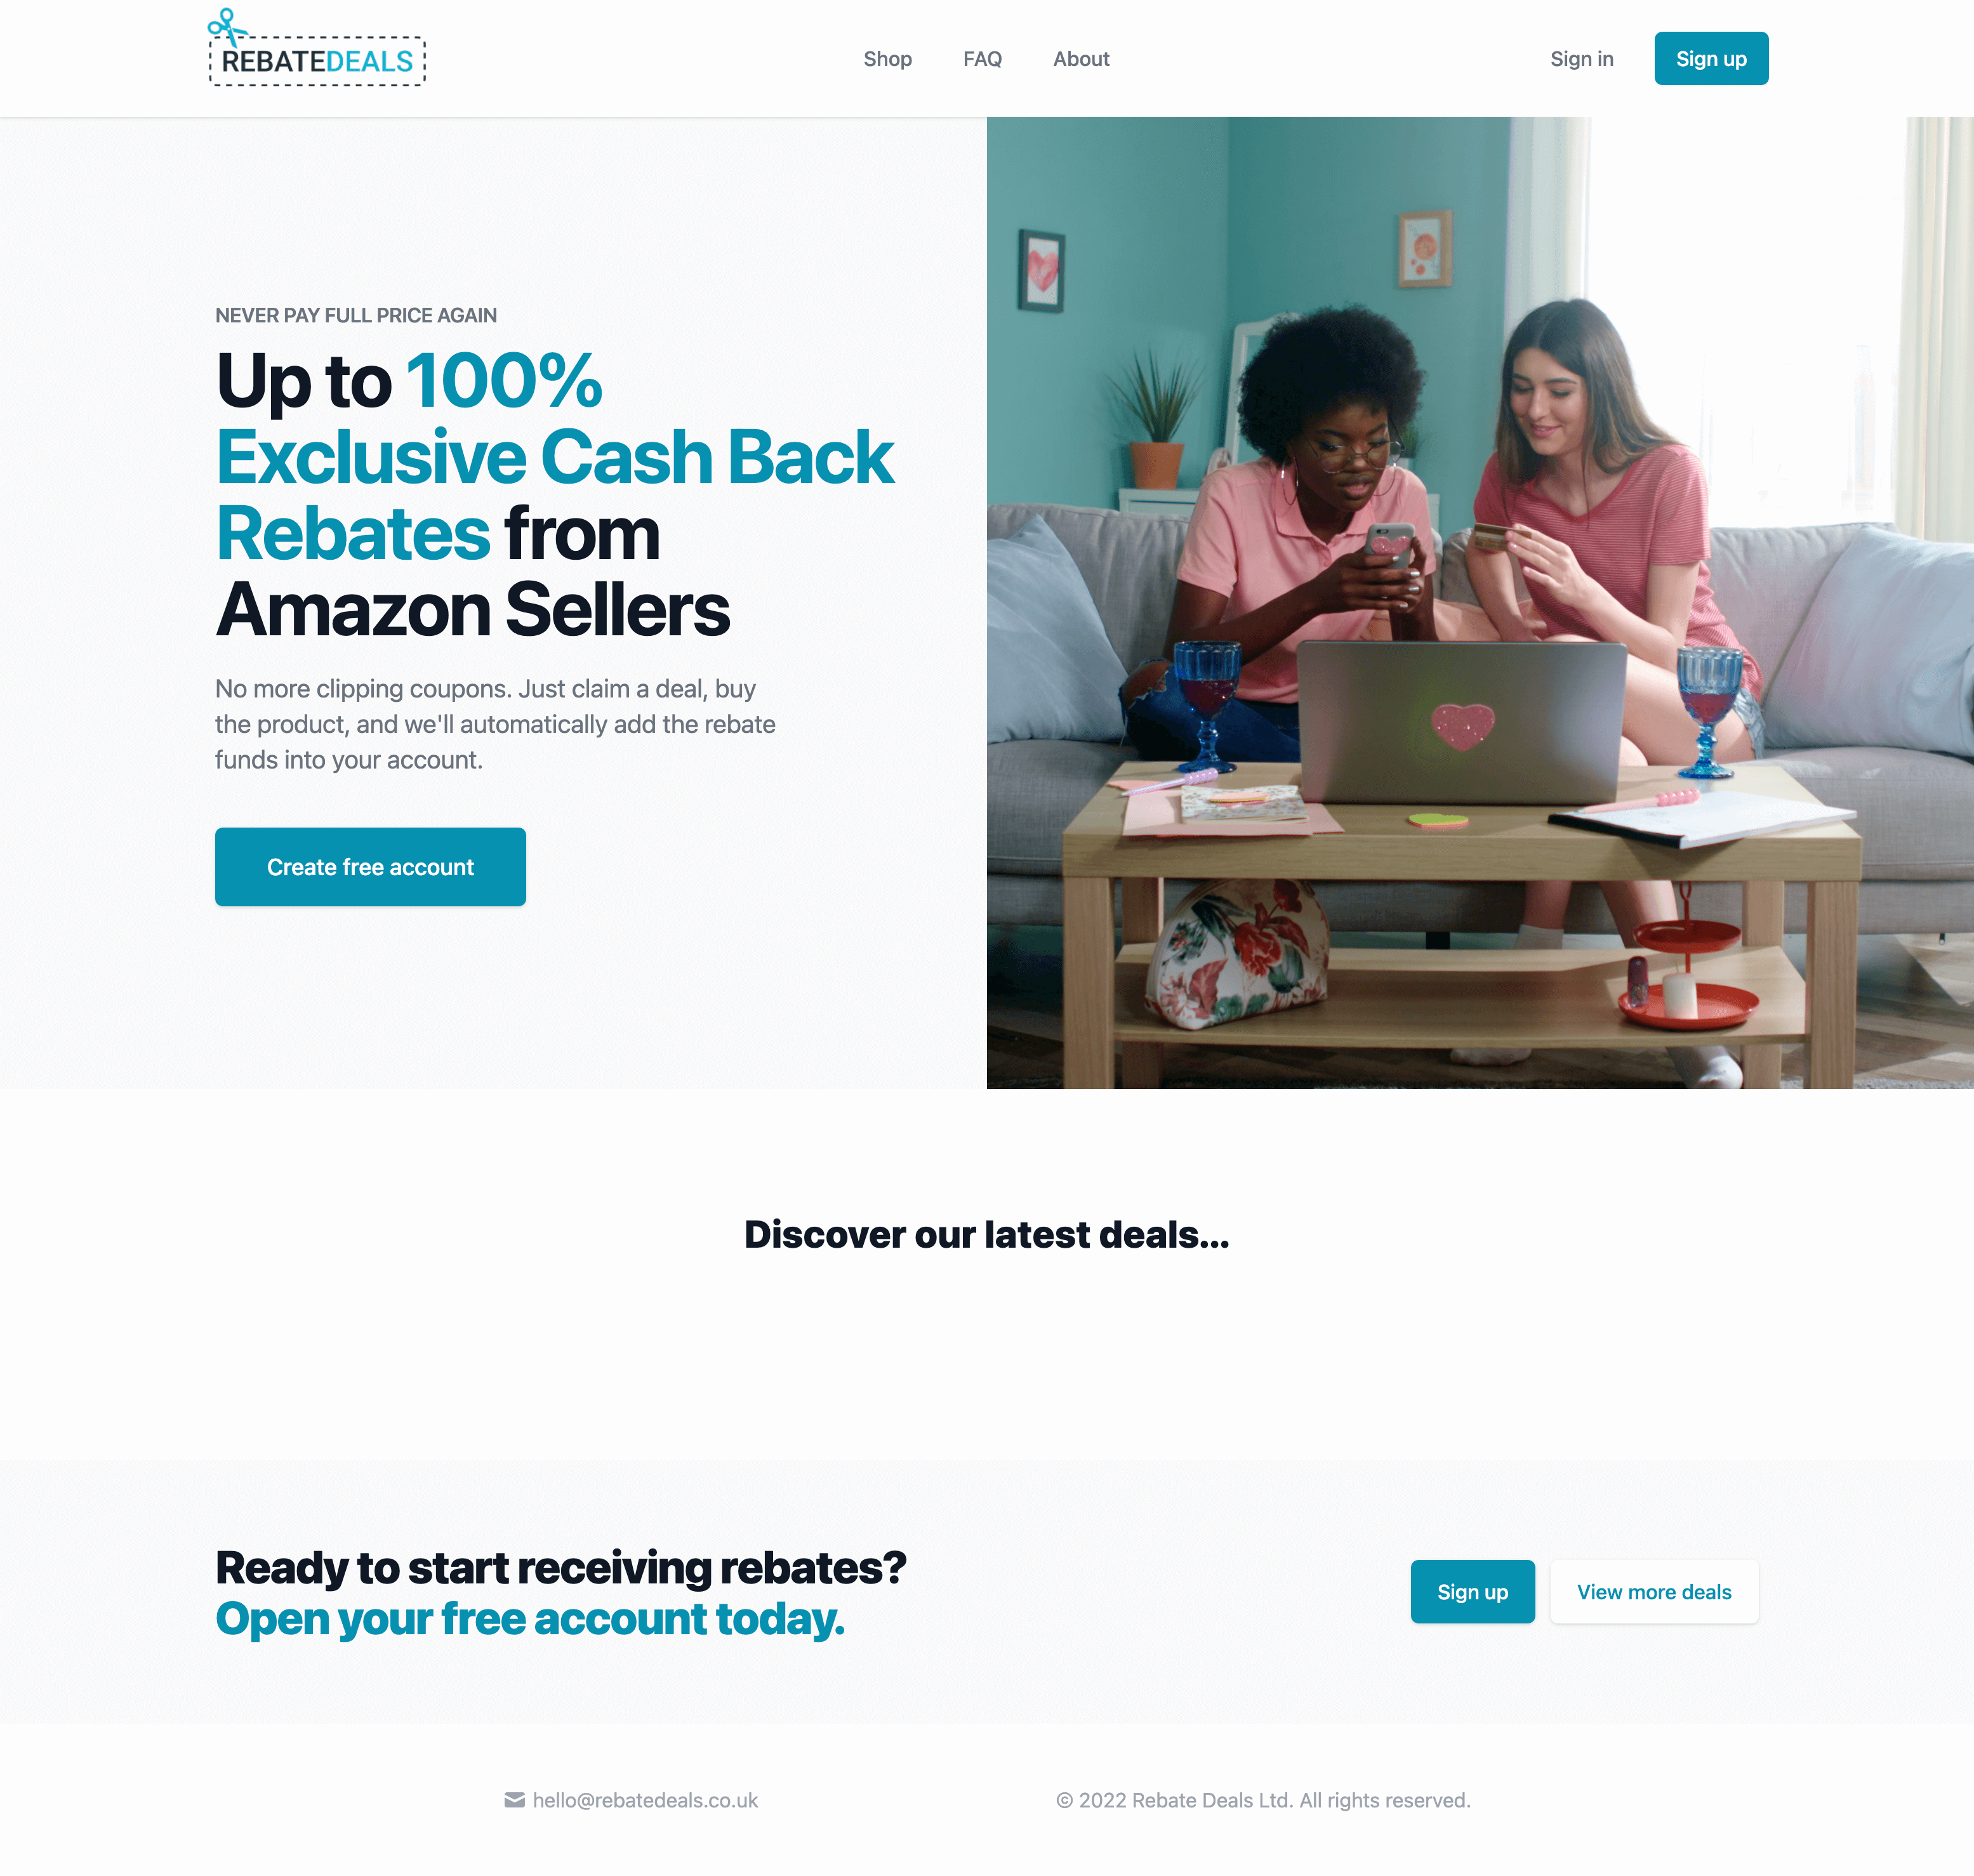 REBATEDEALS
Shop
FAQ
About
Sign in
Sign up
NEVER PAY FULL PRICE AGAIN
Up to 100%
Exclusive Cash Back
Rebates from
Amazon Sellers
No more clipping coupons. Just claim a deal, buy
the product, and we'll automatically add the rebate
funds into your account.
Create free account
Discover our latest deals...
Ready to start receiving rebates?
Open your free account today.
Sign up
View more deals
hello@rebatedeals.co.uk
© 2022 Rebate Deals Ltd. All rights reserved.